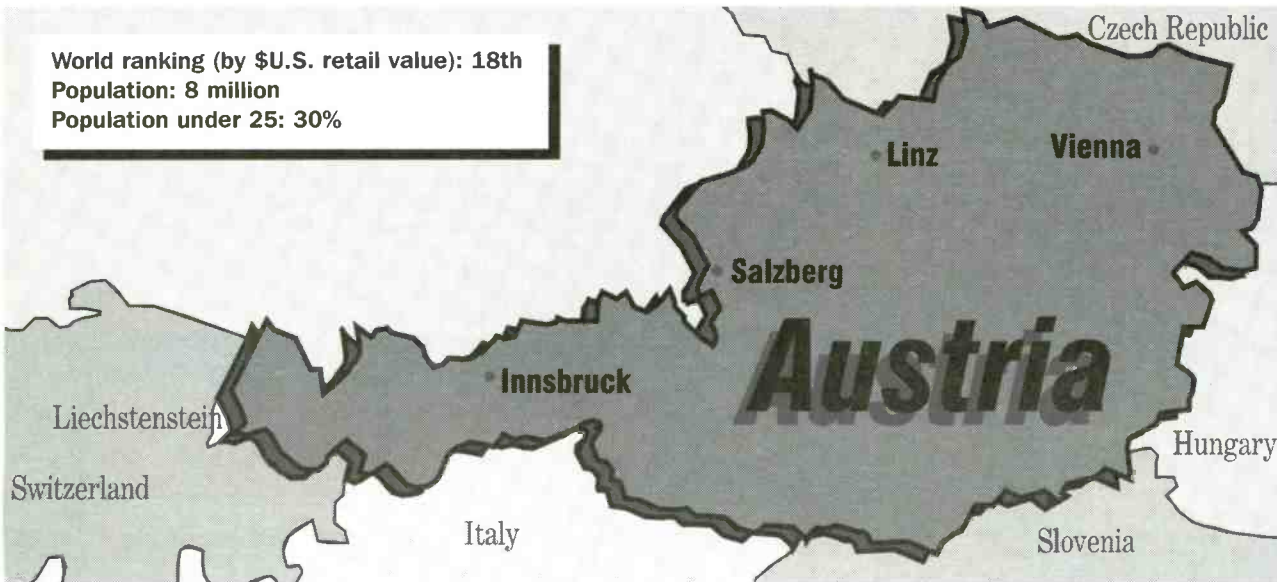 World ranking (by $U.S. retail value): 18th
Population: 8 million
Population under 25: 30%
Czech Republic
Linz
Vienna
Salzberg
Austria
Innsbruck
Liechstenstein
Hungary
Switzerland
Italy
Slovenia